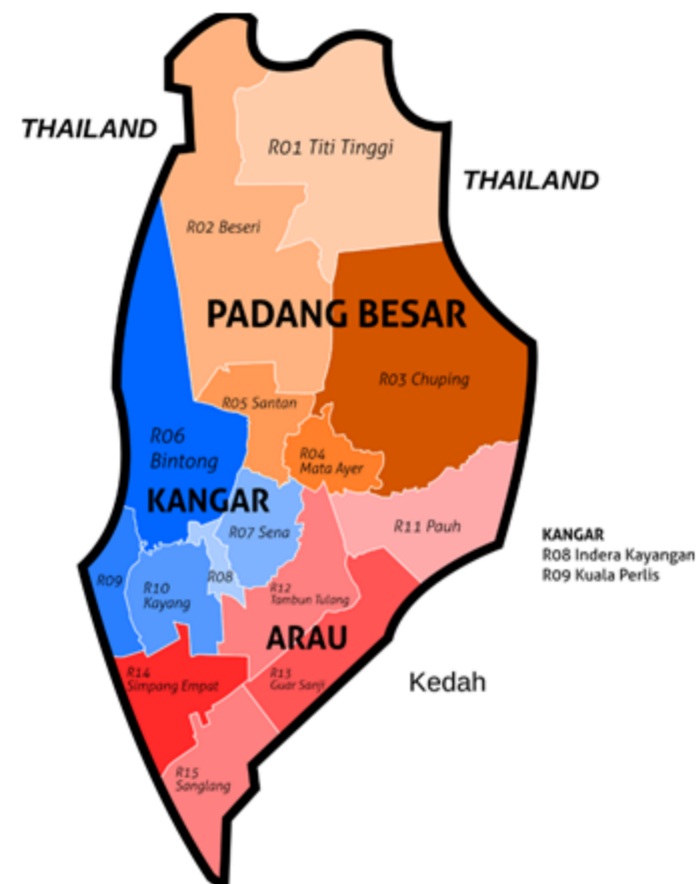 THAILAND
R01 Titi Tinggi
THAILAND
R02 Beseri
PADANG BESAR
R03 Chuping
R05 Santan
R06
Bintong
R04
Mata Ayer
KANGAR
R07 Sena
R11 Pauh
KANGAR
R08 Indera Kayangan
R09 Kuala Perlis
R09
R10
Kayang
R08
R12
Tambun Tulang
ARAU
R14
Simpang Empat
R13
Guar Sanji
Kedah
R15
Sanglang